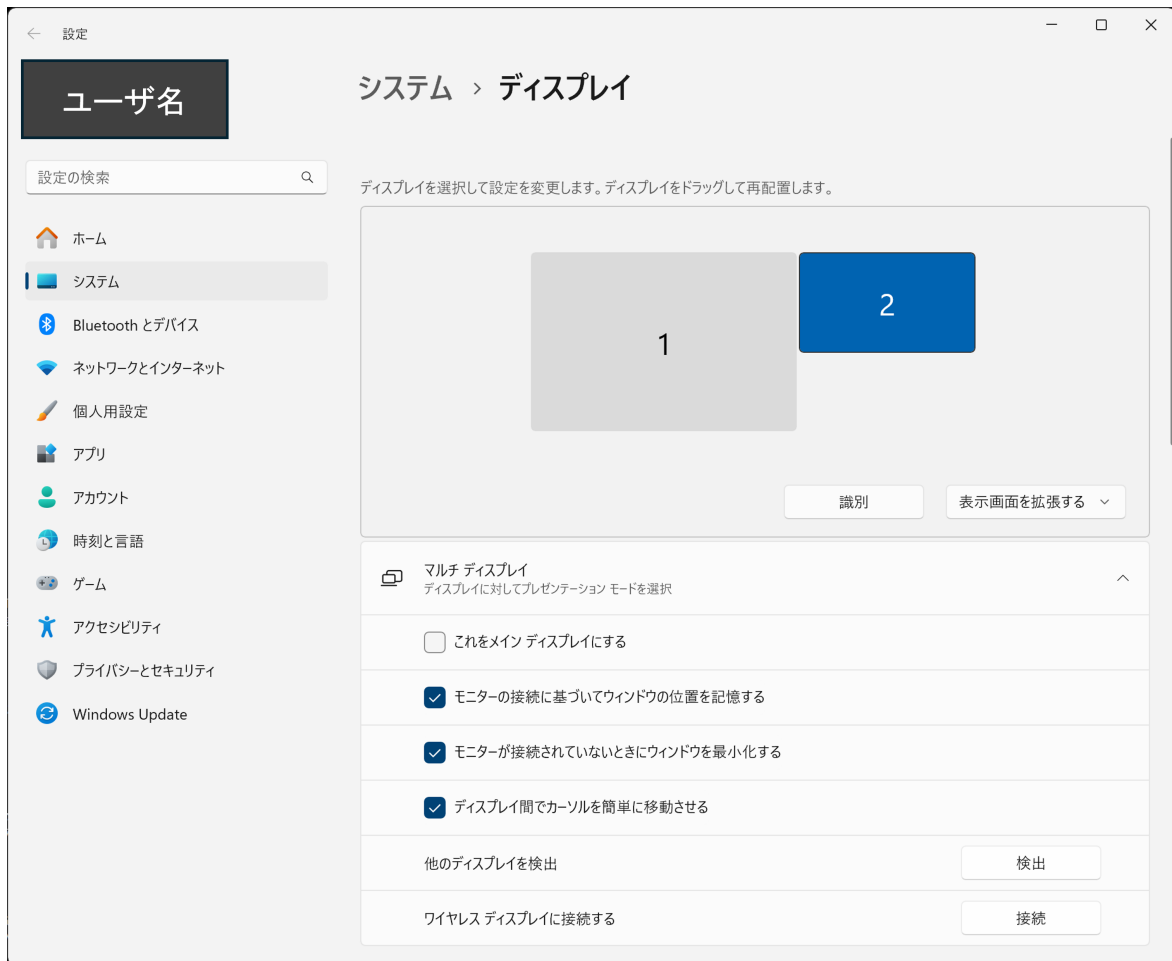 設定
ユーザ名
システム › ディスプレイ
設定の検索
ホーム
システム
Bluetooth とデバイス
ネットワークとインターネット
個人用設定
アプリ
アカウント
時刻と言語
ゲーム
アクセシビリティ
プライバシーとセキュリティ
Windows Update
ディスプレイを選択して設定を変更します。ディスプレイをドラッグして再配置します。
1
2
識別
表示画面を拡張する
マルチ ディスプレイ
ディスプレイに対してプレゼンテーション モードを選択
これをメイン ディスプレイにする
モニターの接続に基づいてウィンドウの位置を記憶する
モニターが接続されていないときにウィンドウを最小化する
ディスプレイ間でカーソルを簡単に移動させる
他のディスプレイを検出
検出
ワイヤレス ディスプレイに接続する
接続